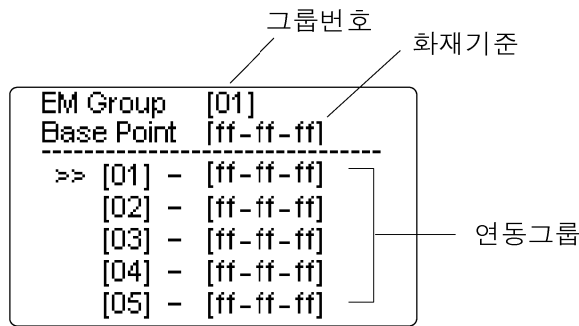 그룹번호
화재기준
EM Group [01]
Base Point [ff-ff-ff]
>> [01] - [ff-ff-ff]
[02] - [ff-ff-ff]
[03] - [ff-ff-ff]
[04] - [ff-ff-ff]
[05] - [ff-ff-ff]
연동그룹